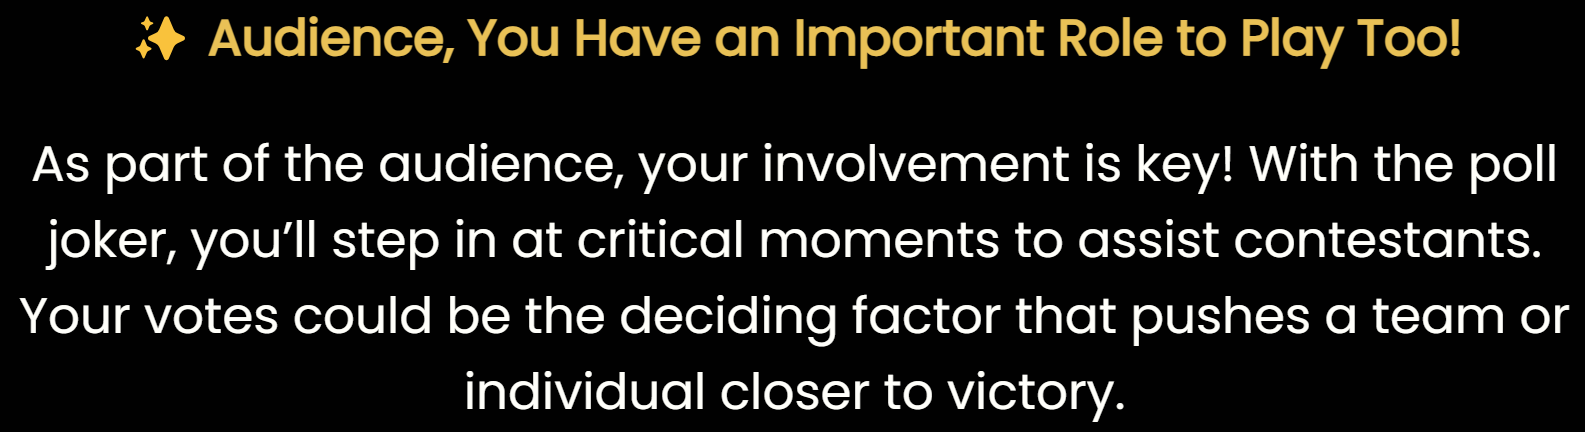 ✨ Audience, You Have an Important Role to Play Too!
As part of the audience, your involvement is key! With the poll
joker, you’ll step in at critical moments to assist contestants.
Your votes could be the deciding factor that pushes a team or
individual closer to victory.